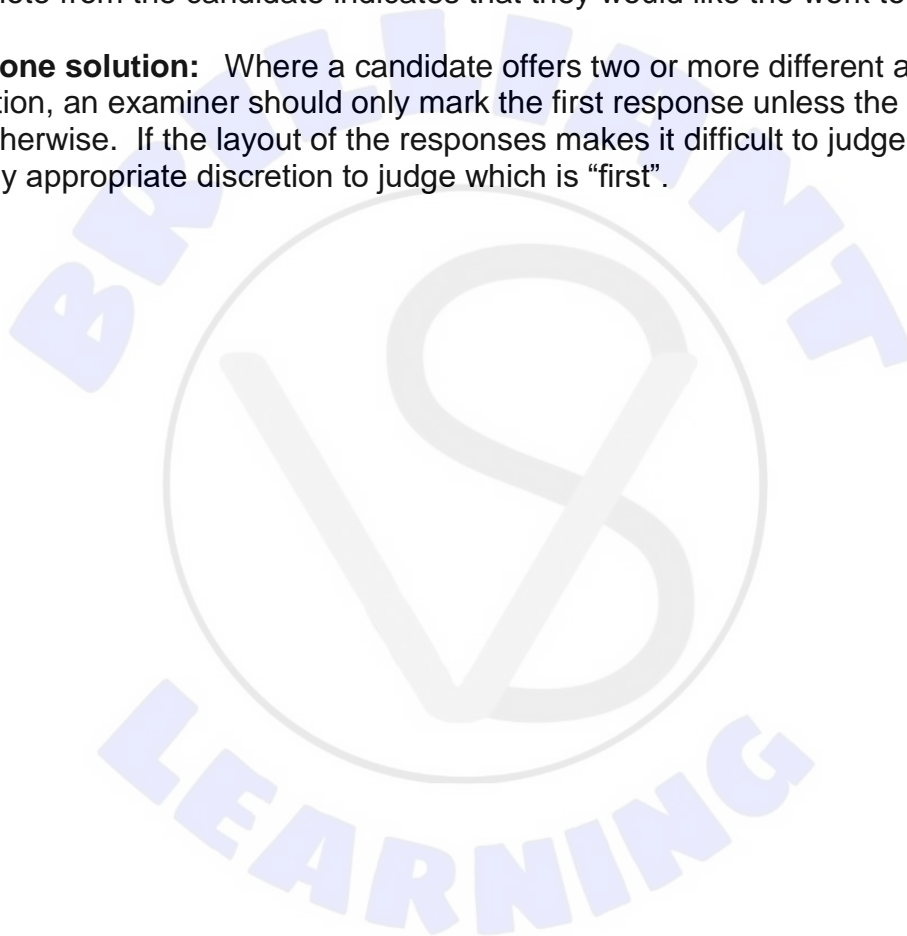 note from the candidate indicates that they would like the work to
one solution: Where a candidate offers two or more different a
tion, an examiner should only mark the first response unless the
herwise. If the layout of the responses makes it difficult to judge
y appropriate discretion to judge which is “first”.
BRILLIANT
VS
LEARNING